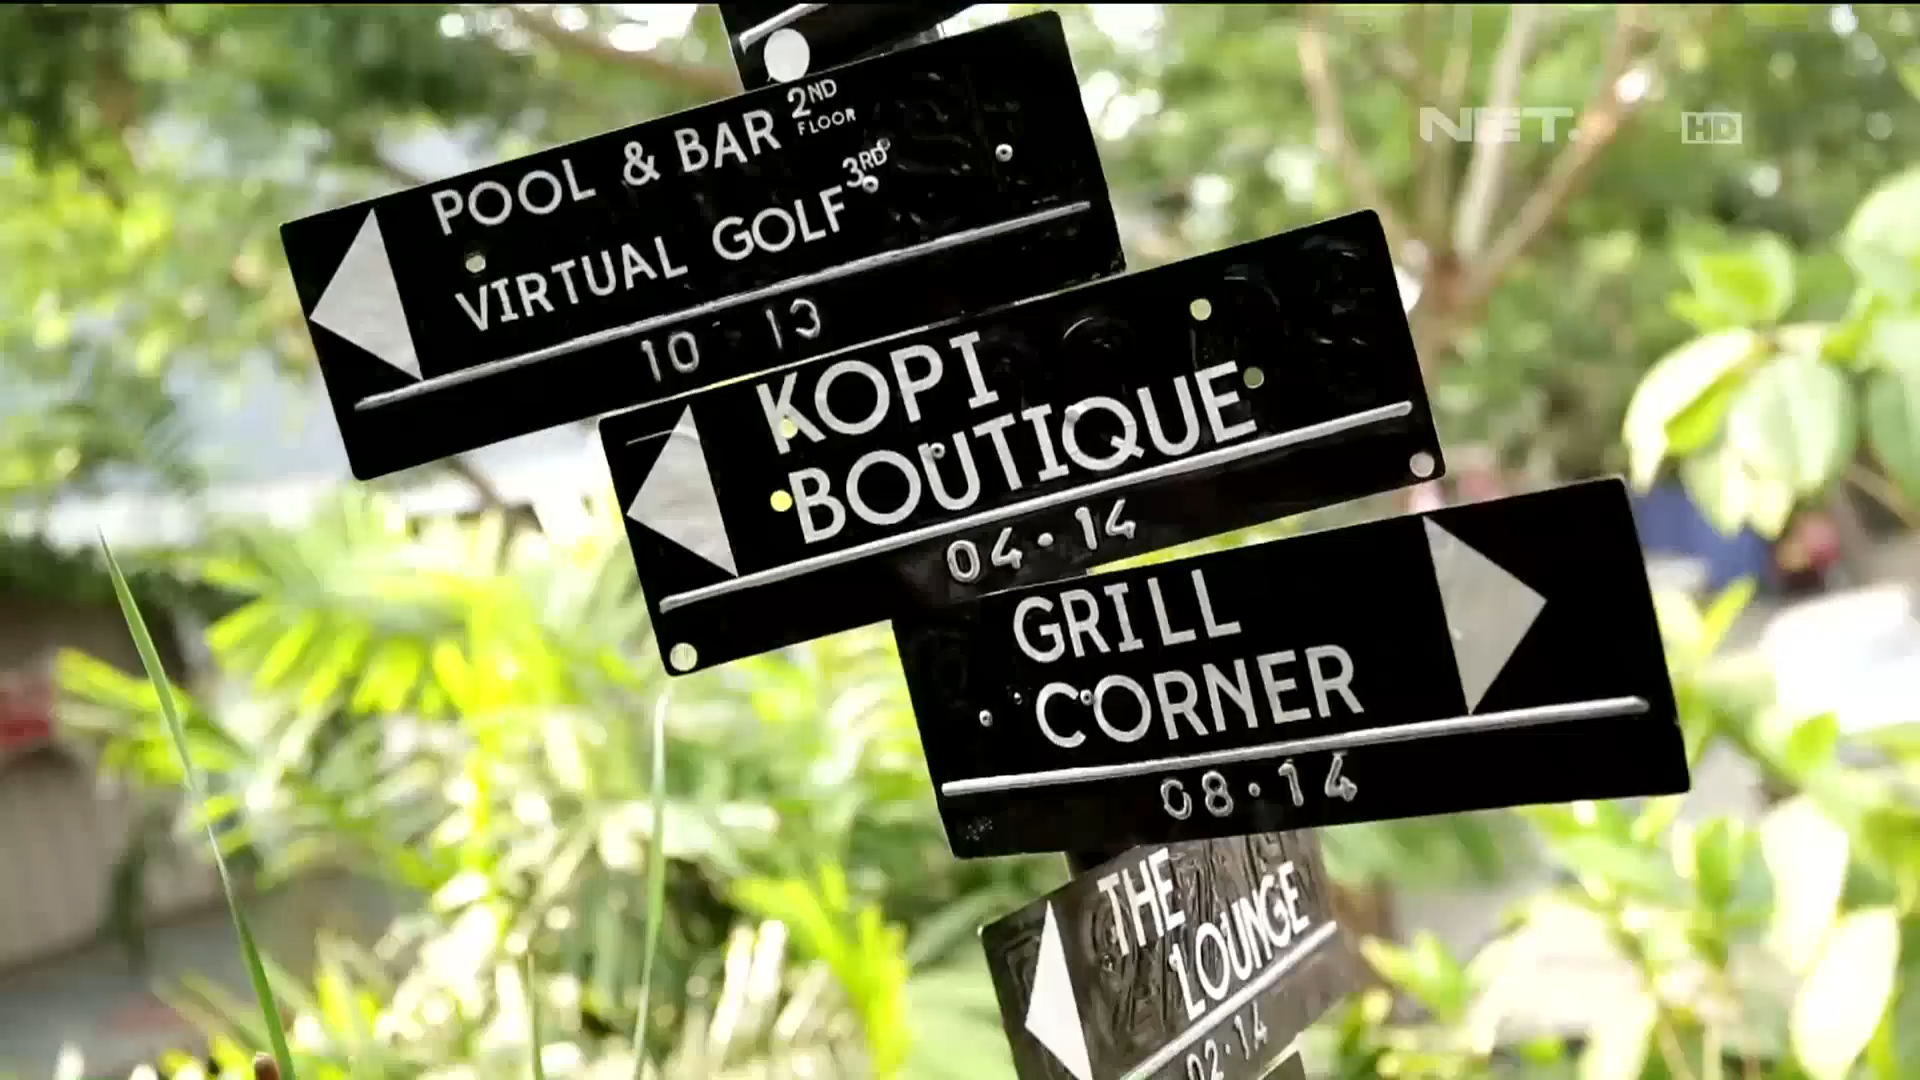 POOL & BAR 2ND FLOOR
VIRTUAL GOLF 3RD
10 13
KOPI
BOUTIQUE
04·14
GRILL
CORNER
08·14
THE
LOUNGE
02·14
NET.
HD